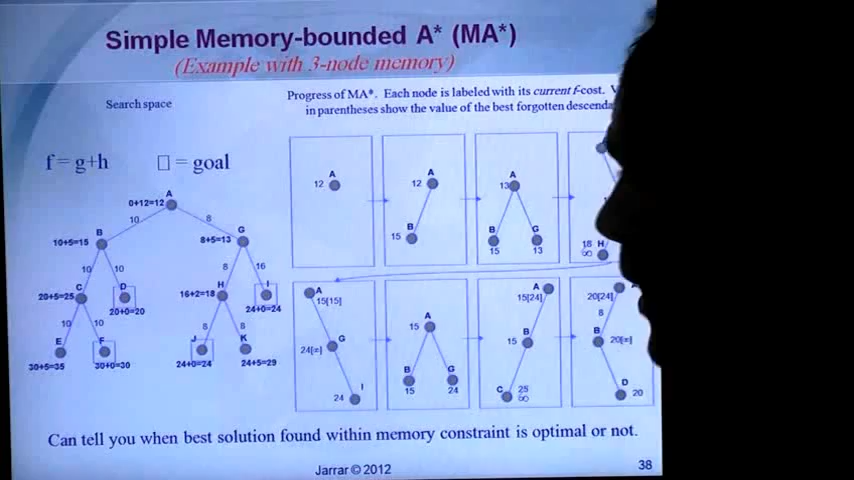 Simple Memory-bounded A* (MA*)
(Example with 3-node memory)
Search space
Progress of MA*. Each node is labeled with its current f-cost.
in parentheses show the value of the best forgotten
f = g+h □ = goal
A
0+12=12
10 8
B
10+5=15
G
8+5=13
10 10 8 16
C
20+5=25
D
20+0=20
H
16+2=18
I
24+0=24
10 10 8 8
E
30+5=35
F
30+0=30
J
24+0=24
K
24+5=29
A
12
A
12
B
15
A
13
B G
15 13
18 H
∞
A
15[15]
G
24[∞]
I
24
A
15
B G
15 24
A
15[24]
B
15
C 25
∞
A
20[24]
8
B
20[∞]
D
20
Can tell you when best solution found within memory constraint is optimal or not.
Jarrar © 2012
38